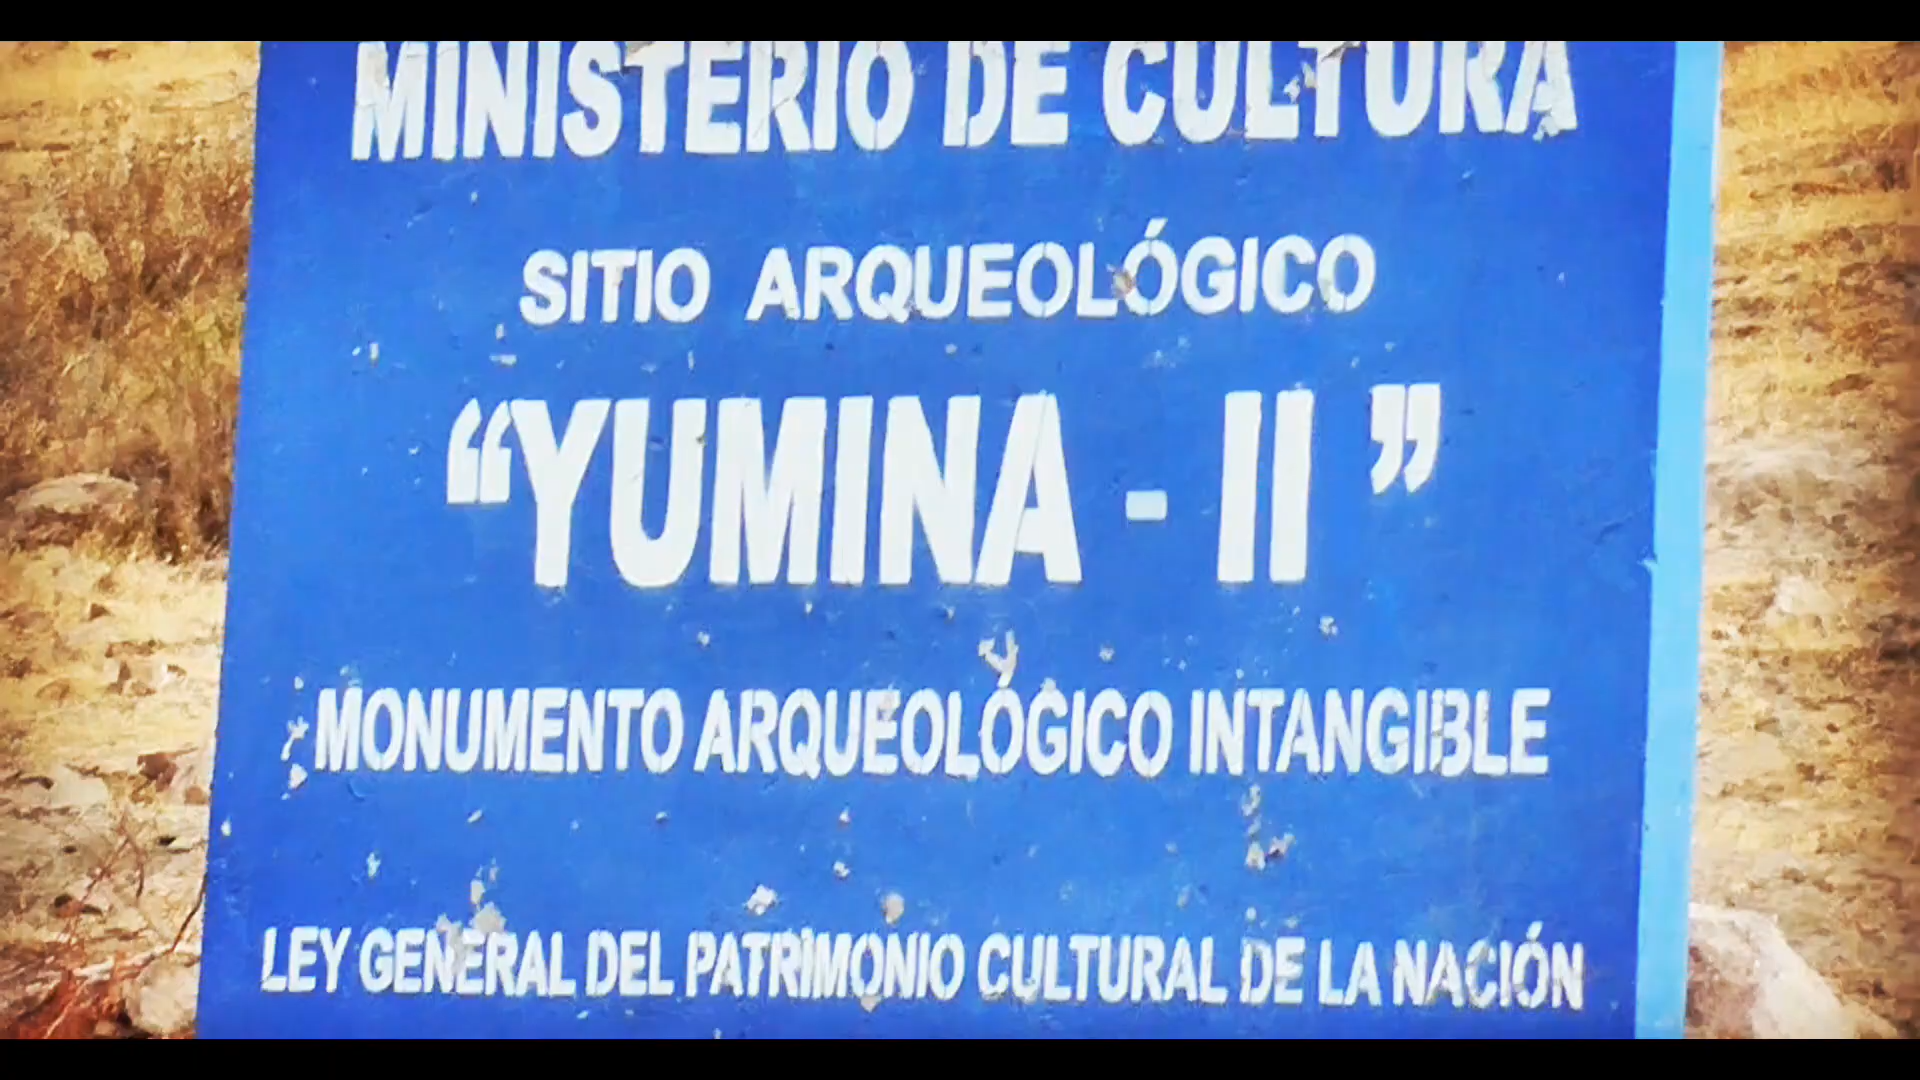 MINISTERIO DE CULTURA
SITIO ARQUEOLÓGICO
“YUMINA - II”
MONUMENTO ARQUEOLÓGICO INTANGIBLE
LEY GENERAL DEL PATRIMONIO CULTURAL DE LA NACIÓN